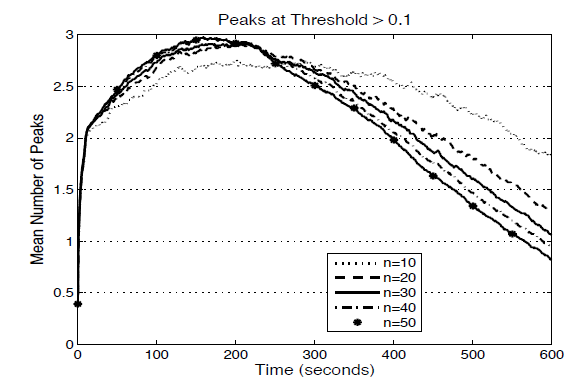 Peaks at Threshold > 0.1
Mean Number of Peaks
3
2.5
2
1.5
1
0.5
0
0 100 200 300 400 500 600
Time (seconds)
n=10
n=20
n=30
n=40
n=50